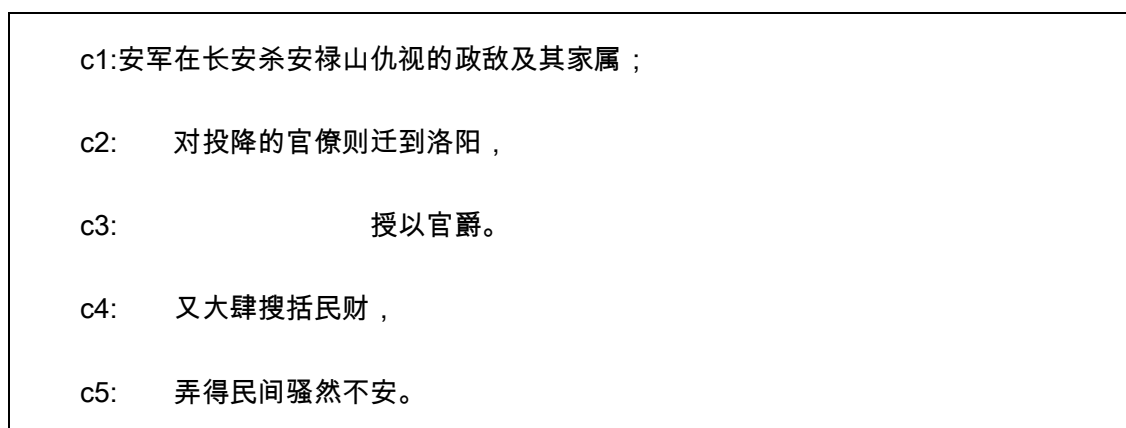 c1:安军在长安杀安禄山仇视的政敌及其家属；
c2: 对投降的官僚则迁到洛阳，
c3: 授以官爵。
c4: 又大肆搜括民财，
c5: 弄得民间骚然不安。